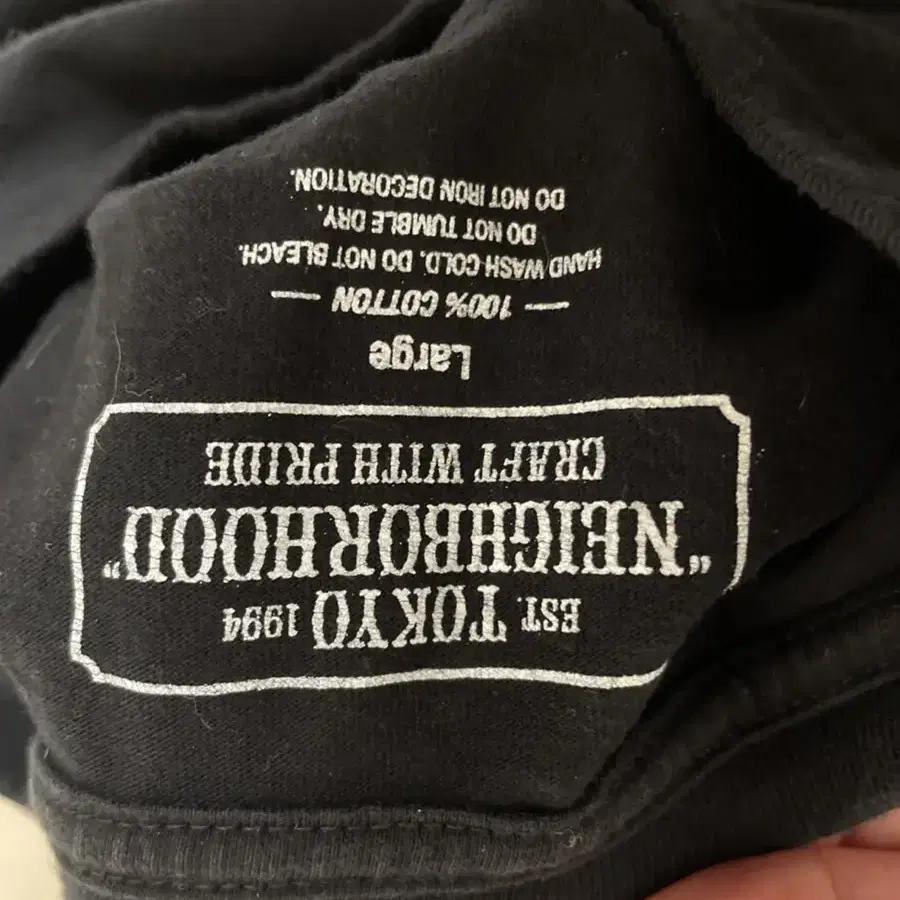 EST. TOKYO 1994
"NEIGHBORHOOD"
CRAFT WITH PRIDE
Large
— 100% COTTON —
HAND WASH COLD. DO NOT BLEACH.
DO NOT TUMBLE DRY.
DO NOT IRON DECORATION.